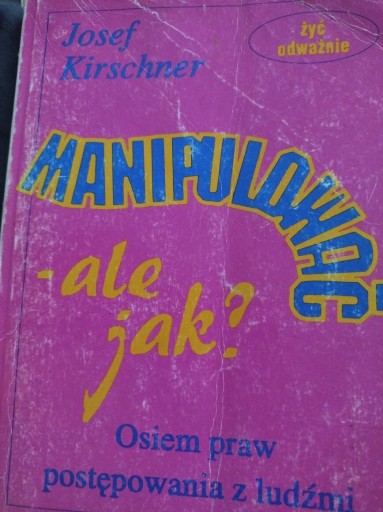 Josef
Kirschner
żyć
odważnie
MANIPULOWAĆ
-ale
jak?
Osiem praw
postępowania z ludźmi